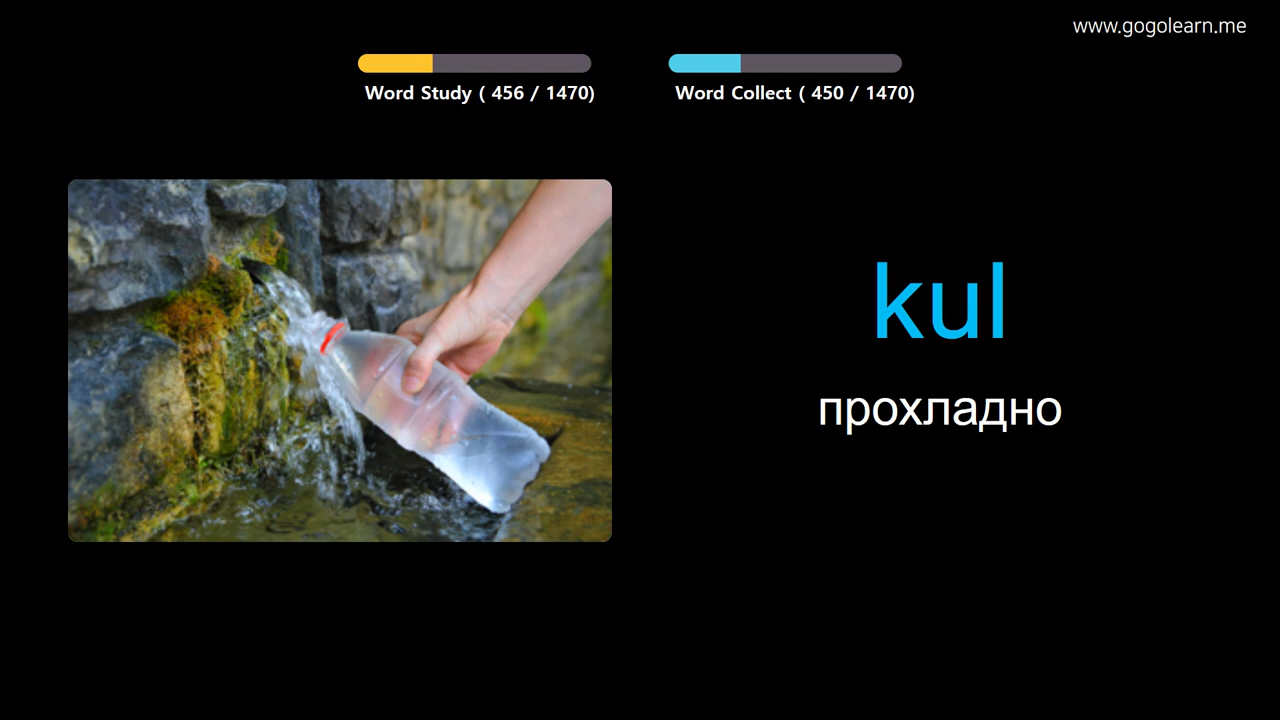 www.gogolearn.me
Word Study ( 456 / 1470)
Word Collect ( 450 / 1470)
kul
прохладно